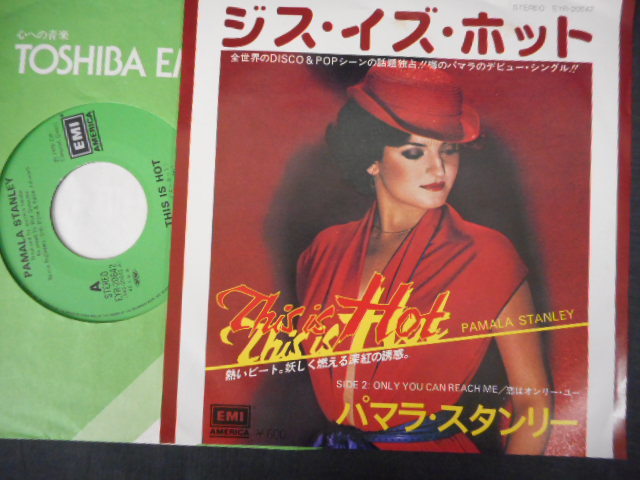 心への音楽
TOSHIBA E
EMI
AMERICA
THIS IS HOT
PAMALA STANLEY
A
STEREO
EYR-20642
STEREO EYR-20642
ジス・イズ・ホット
全世界のDISCO & POPシーンの話題独占!!噂のパマラのデビュー・シングル!!
This is Hot
This is
PAMALA STANLEY
熱いビート。妖しく燃える深紅の誘惑。
SIDE 2: ONLY YOU CAN REACH ME/恋はオンリー・ユー
パマラ・スタンリー
EMI
AMERICA
¥600